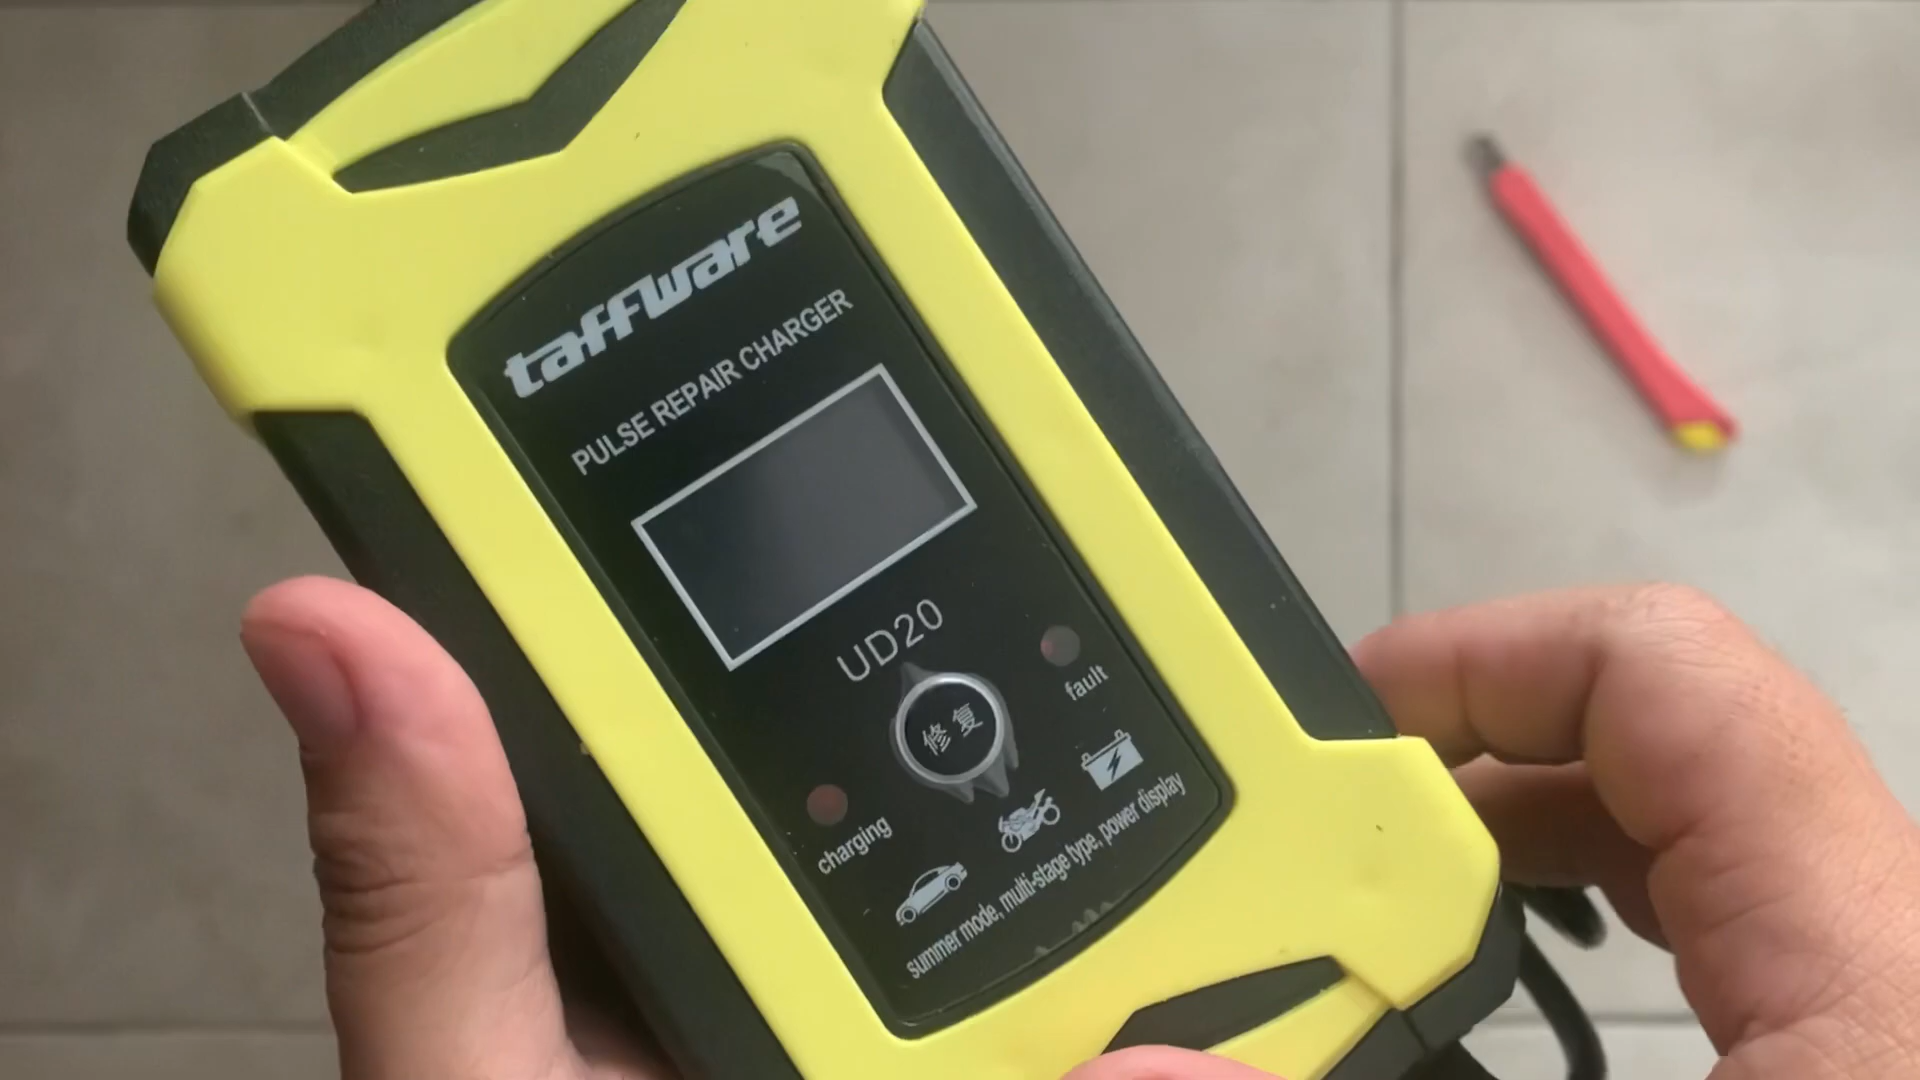 taffware
PULSE REPAIR CHARGER
UD20
修复
fault
charging
summer mode, multi-stage type, power display